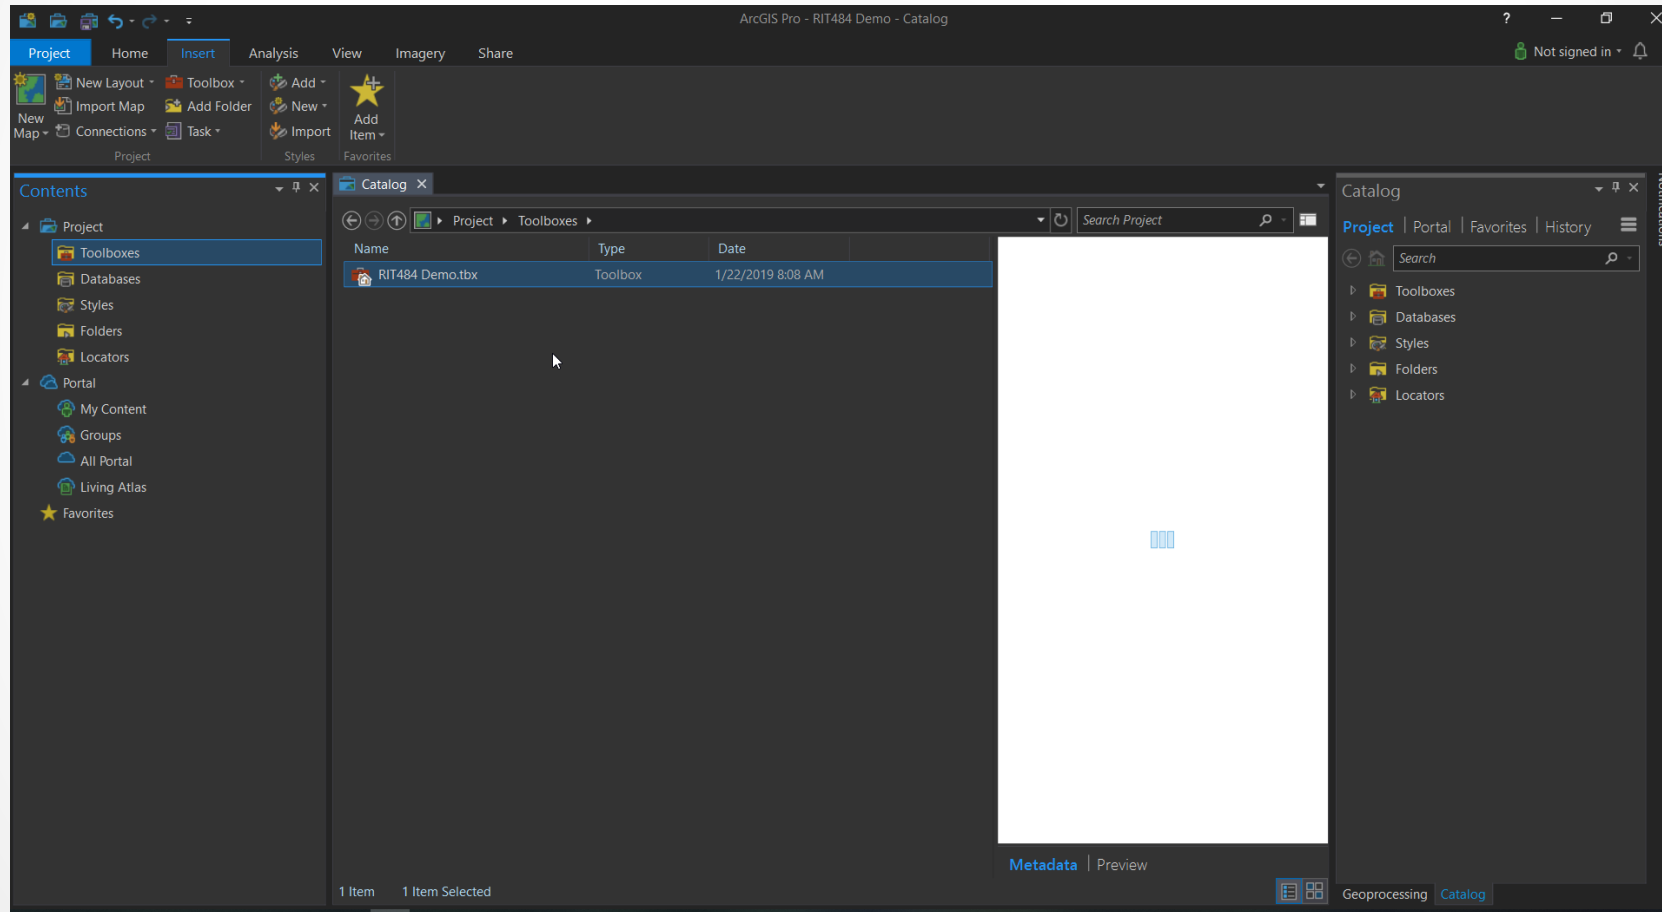 ArcGIS Pro - RIT484 Demo - Catalog
?
Project Home Insert Analysis View Imagery Share
Not signed in
New Map
New Layout
Import Map
Connections
Toolbox
Add Folder
Task
Project
Add
New
Import
Styles
Add Item
Favorites
Contents
Project
Toolboxes
Databases
Styles
Folders
Locators
Portal
My Content
Groups
All Portal
Living Atlas
Favorites
Catalog
Project Toolboxes
Search Project
Name Type Date
RIT484 Demo.tbx Toolbox 1/22/2019 8:08 AM
Metadata Preview
1 Item 1 Item Selected
Catalog
Project Portal Favorites History
Search
Toolboxes
Databases
Styles
Folders
Locators
Geoprocessing Catalog